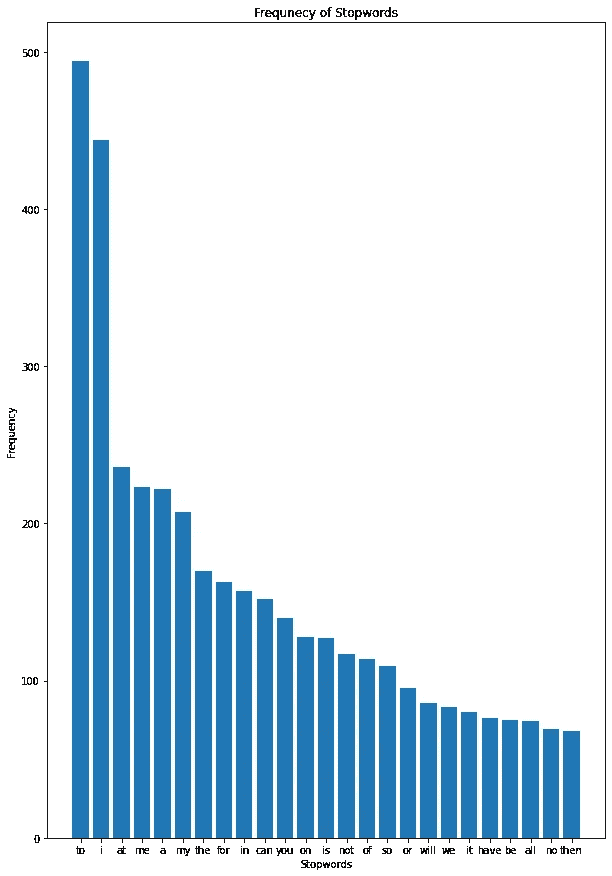 Frequnecy of Stopwords
500
400
300
200
100
0
Frequency
to i at me a my the for in can you on is not of so or will we it have be all no then
Stopwords